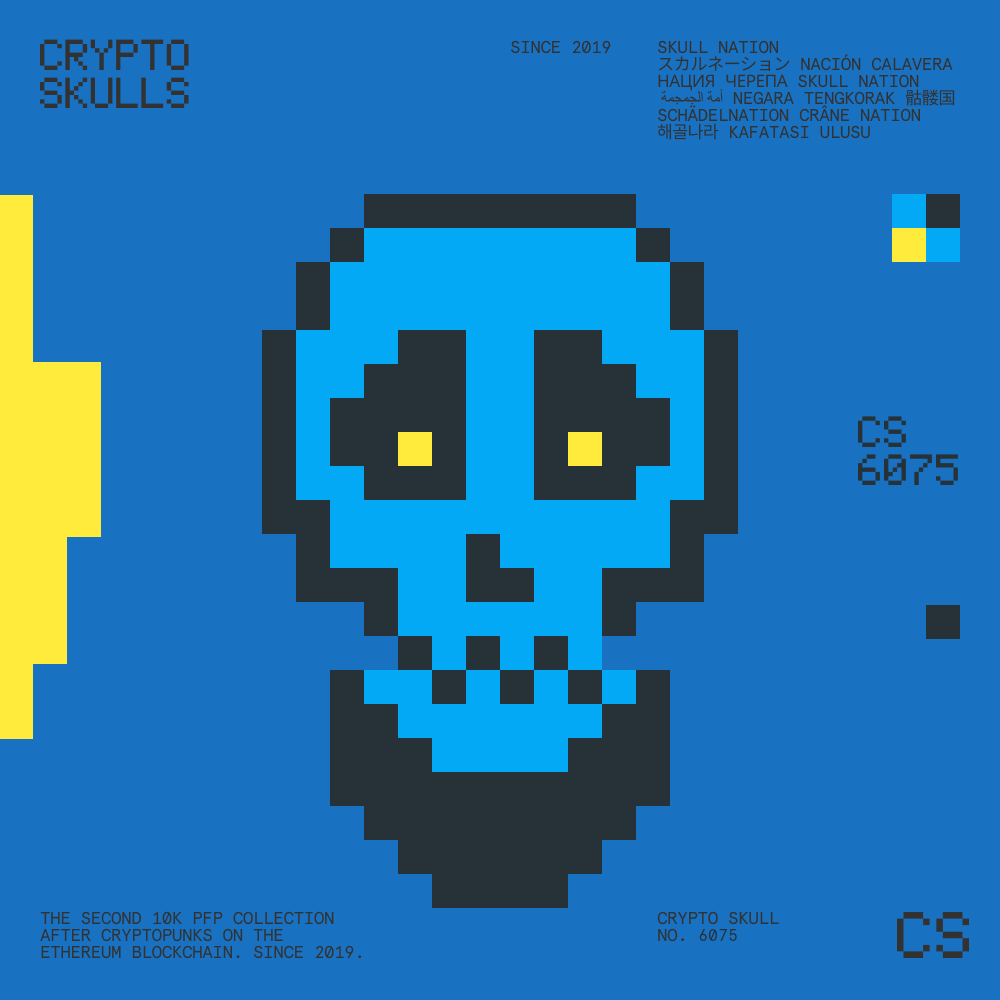 CRYPTO
SKULLS
SINCE 2019
SKULL NATION
スカルネーション NACIÓN CALAVERA
НАЦИЯ ЧЕРЕПА SKULL NATION
أمة الجمجمة NEGARA TENGKORAK 骷髅国
SCHÄDELNATION CRÂNE NATION
해골나라 KAFATASI ULUSU
CS
6075
THE SECOND 10K PFP COLLECTION
AFTER CRYPTOPUNKS ON THE
ETHEREUM BLOCKCHAIN. SINCE 2019.
CRYPTO SKULL
NO. 6075
CS